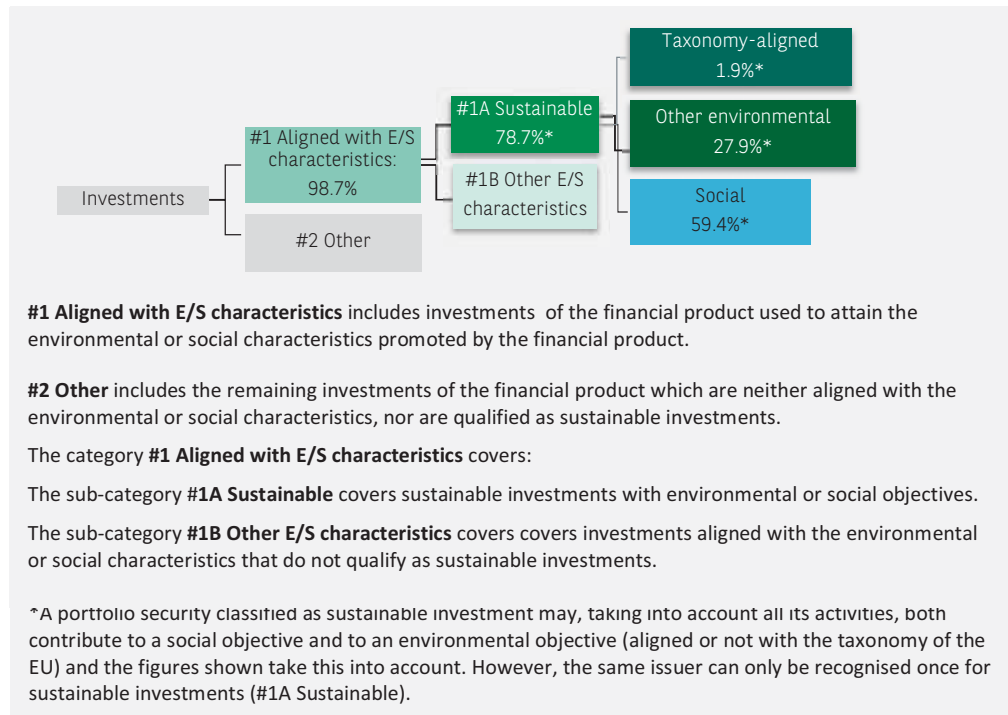 Taxonomy-aligned
1.9%*
#1A Sustainable
78.7%*
Other environmental
27.9%*
#1 Aligned with E/S
characteristics:
98.7%
#1B Other E/S
characteristics
Investments
Social
59.4%*
#2 Other
#1 Aligned with E/S characteristics includes investments of the financial product used to attain the
environmental or social characteristics promoted by the financial product.
#2 Other includes the remaining investments of the financial product which are neither aligned with the
environmental or social characteristics, nor are qualified as sustainable investments.
The category #1 Aligned with E/S characteristics covers:
The sub-category #1A Sustainable covers sustainable investments with environmental or social objectives.
The sub-category #1B Other E/S characteristics covers covers investments aligned with the environmental
or social characteristics that do not qualify as sustainable investments.
*A portfolio security classified as sustainable investment may, taking into account all its activities, both
contribute to a social objective and to an environmental objective (aligned or not with the taxonomy of the
EU) and the figures shown take this into account. However, the same issuer can only be recognised once for
sustainable investments (#1A Sustainable).